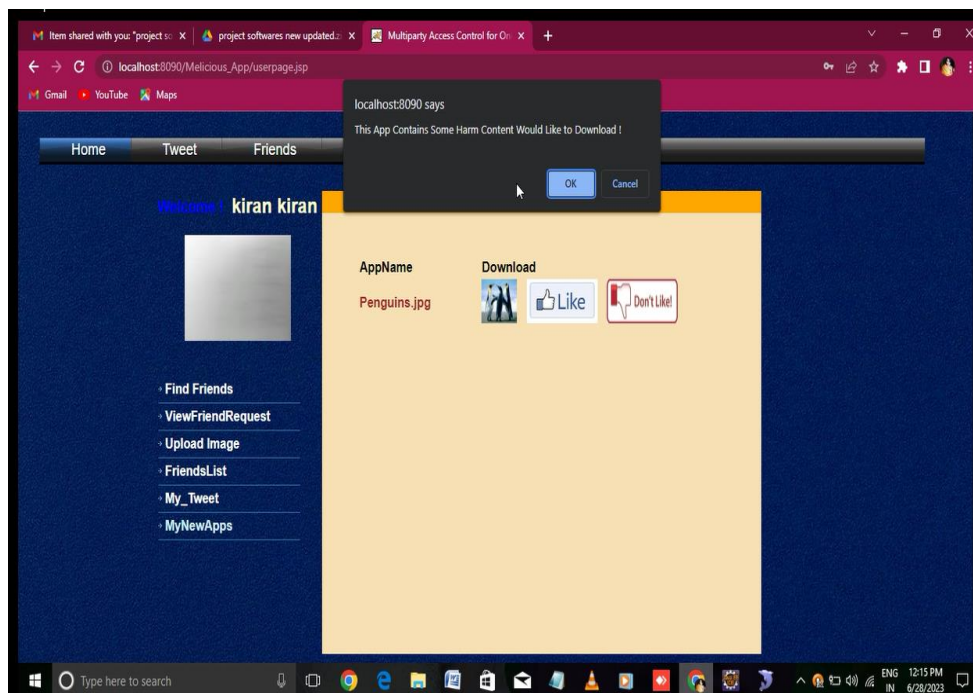 Item shared with you: "project so
project softwares new updated.z
Multiparty Access Control for On
localhost:8090/Melicious_App/userpage.jsp
Gmail
YouTube
Maps
localhost:8090 says
This App Contains Some Harm Content Would Like to Download !
OK
Cancel
Home
Tweet
Friends
Welcome ! kiran kiran
AppName
Download
Penguins.jpg
Like
Don't Like!
Find Friends
ViewFriendRequest
Upload Image
FriendsList
My_Tweet
MyNewApps
Type here to search
ENG
IN
12:15 PM
6/28/2023